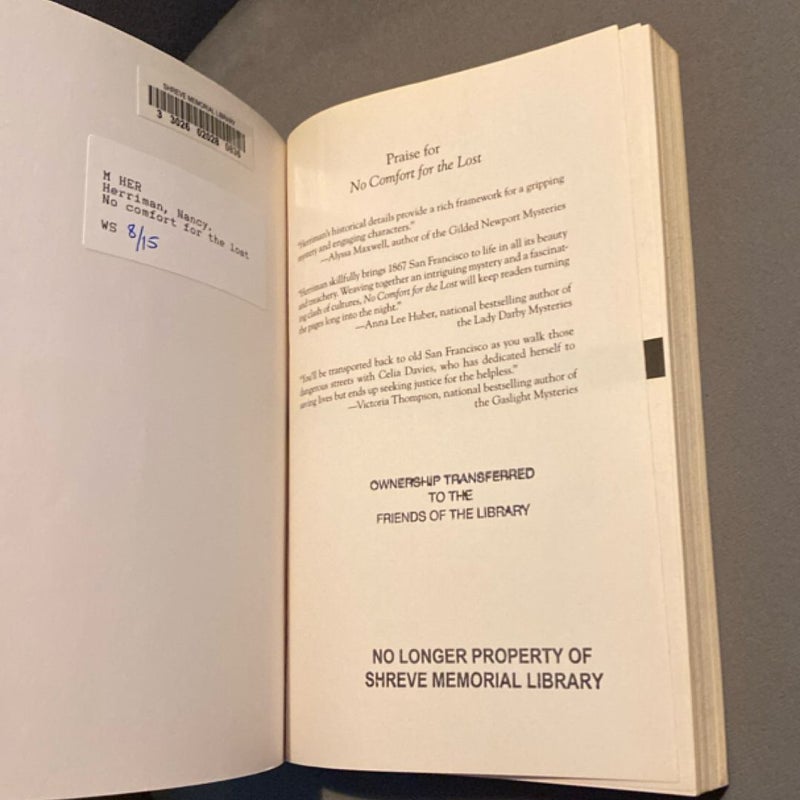 SHREVE MEMORIAL LIBRARY
3 3026 02028 0836
M HER
Herriman, Nancy.
No comfort for the lost
WS 8/15
Praise for
No Comfort for the Lost
"Herriman's historical details provide a rich framework for a gripping
mystery and engaging characters."
—Alyssa Maxwell, author of the Gilded Newport Mysteries
"Herriman skillfully brings 1867 San Francisco to life in all its beauty
and treachery. Weaving together an intriguing mystery and a fascinat-
ing clash of cultures, No Comfort for the Lost will keep readers turning
the pages long into the night."
—Anna Lee Huber, national bestselling author of
the Lady Darby Mysteries
"You'll be transported back to old San Francisco as you walk those
dangerous streets with Celia Davies, who has dedicated herself to
saving lives but ends up seeking justice for the helpless."
—Victoria Thompson, national bestselling author of
the Gaslight Mysteries
OWNERSHIP TRANSFERRED
TO THE
FRIENDS OF THE LIBRARY
NO LONGER PROPERTY OF
SHREVE MEMORIAL LIBRARY